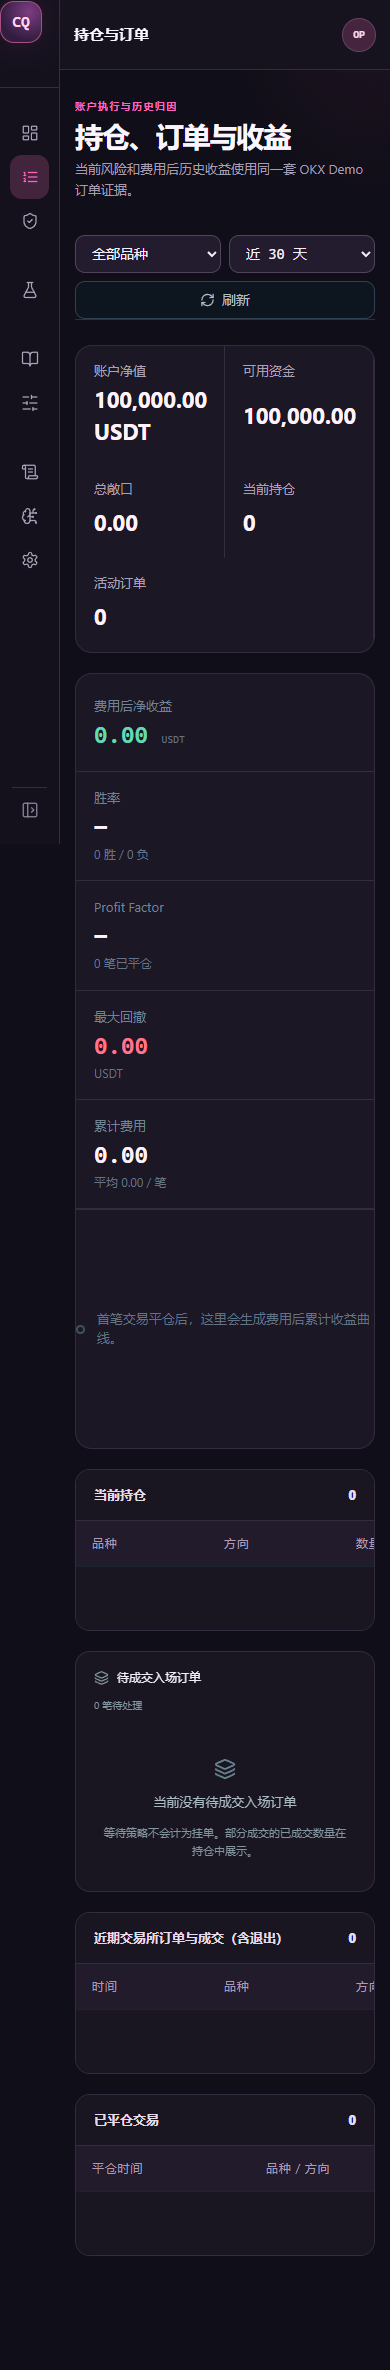 CQ
持仓与订单
OP
账户执行与历史归因
持仓、订单与收益
当前风险和费用后历史收益使用同一套 OKX Demo
订单证据。
全部品种
近 30 天
刷新
账户净值
可用资金
100,000.00
USDT
100,000.00
总敞口
当前持仓
0.00
0
活动订单
0
费用后净收益
0.00 USDT
胜率
—
0 胜 / 0 负
Profit Factor
—
0 笔已平仓
最大回撤
0.00
USDT
累计费用
0.00
平均 0.00 / 笔
首笔交易平仓后，这里会生成费用后累计收益曲
线。
当前持仓 0
品种 方向
待成交入场订单
0 笔待处理
当前没有待成交入场订单
等待策略不会计为挂单。部分成交的已成交数量在
持仓中展示。
近期交易所订单与成交（含退出） 0
时间 品种
已平仓交易 0
平仓时间 品种 / 方向